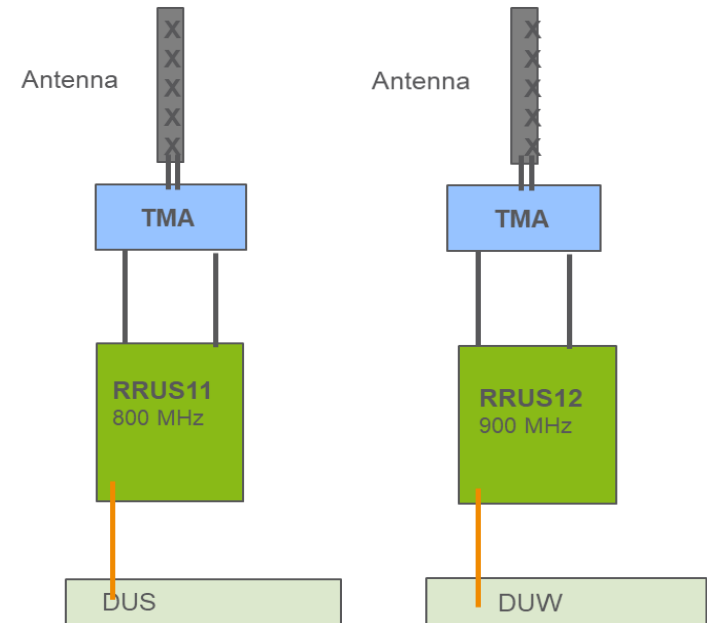 Antenna
X
X
X
X
X
TMA
RRUS11
800 MHz
DUS
Antenna
X
X
X
X
X
TMA
RRUS12
900 MHz
DUW